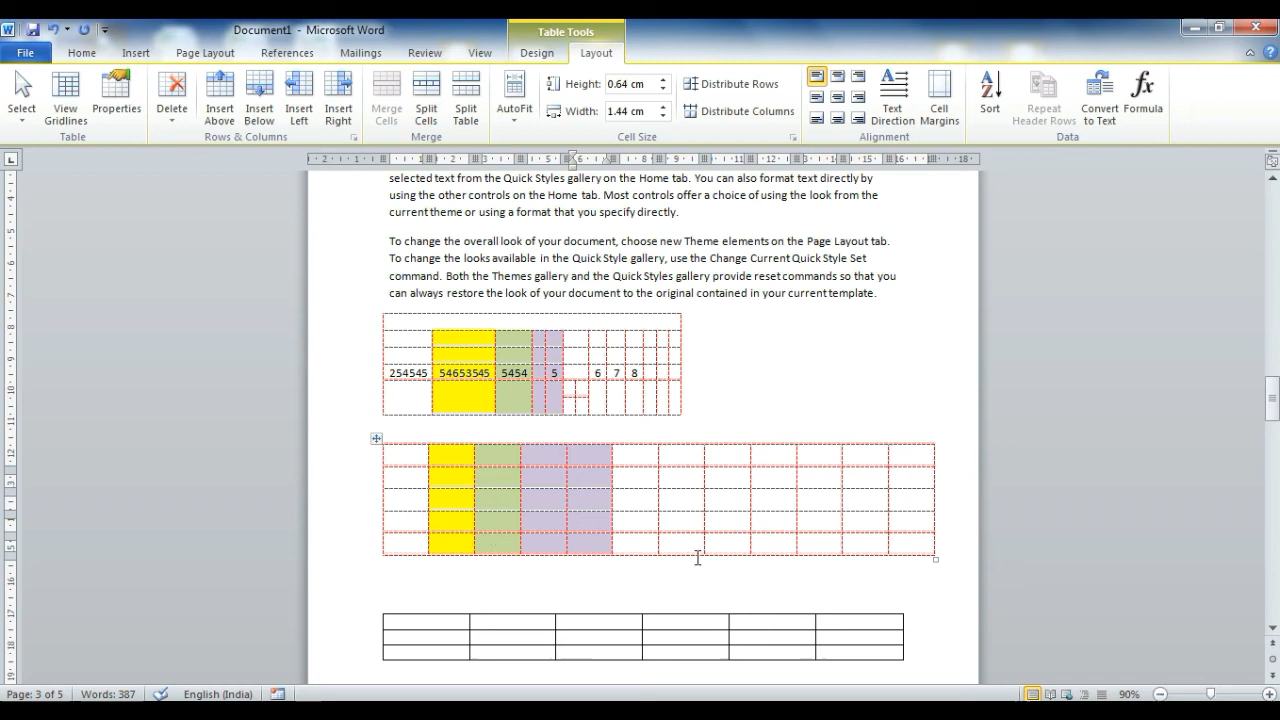 Document1 - Microsoft Word
Table Tools
File Home Insert Page Layout References Mailings Review View Design Layout
Select View Gridlines Properties Delete Insert Above Insert Below Insert Left Insert Right Merge Cells Split Cells Split Table AutoFit
Height: 0.64 cm Distribute Rows
Width: 1.44 cm Distribute Columns
Text Direction Cell Margins Sort Repeat Header Rows Convert to Text Formula
Table Rows & Columns Merge Cell Size Alignment Data
selected text from the Quick Styles gallery on the Home tab. You can also format text directly by
using the other controls on the Home tab. Most controls offer a choice of using the look from the
current theme or using a format that you specify directly.
To change the overall look of your document, choose new Theme elements on the Page Layout tab.
To change the looks available in the Quick Style gallery, use the Change Current Quick Style Set
command. Both the Themes gallery and the Quick Styles gallery provide reset commands so that you
can always restore the look of your document to the original contained in your current template.
254545 54653545 5454 5 6 7 8
Page: 3 of 5 Words: 387 English (India) 90%